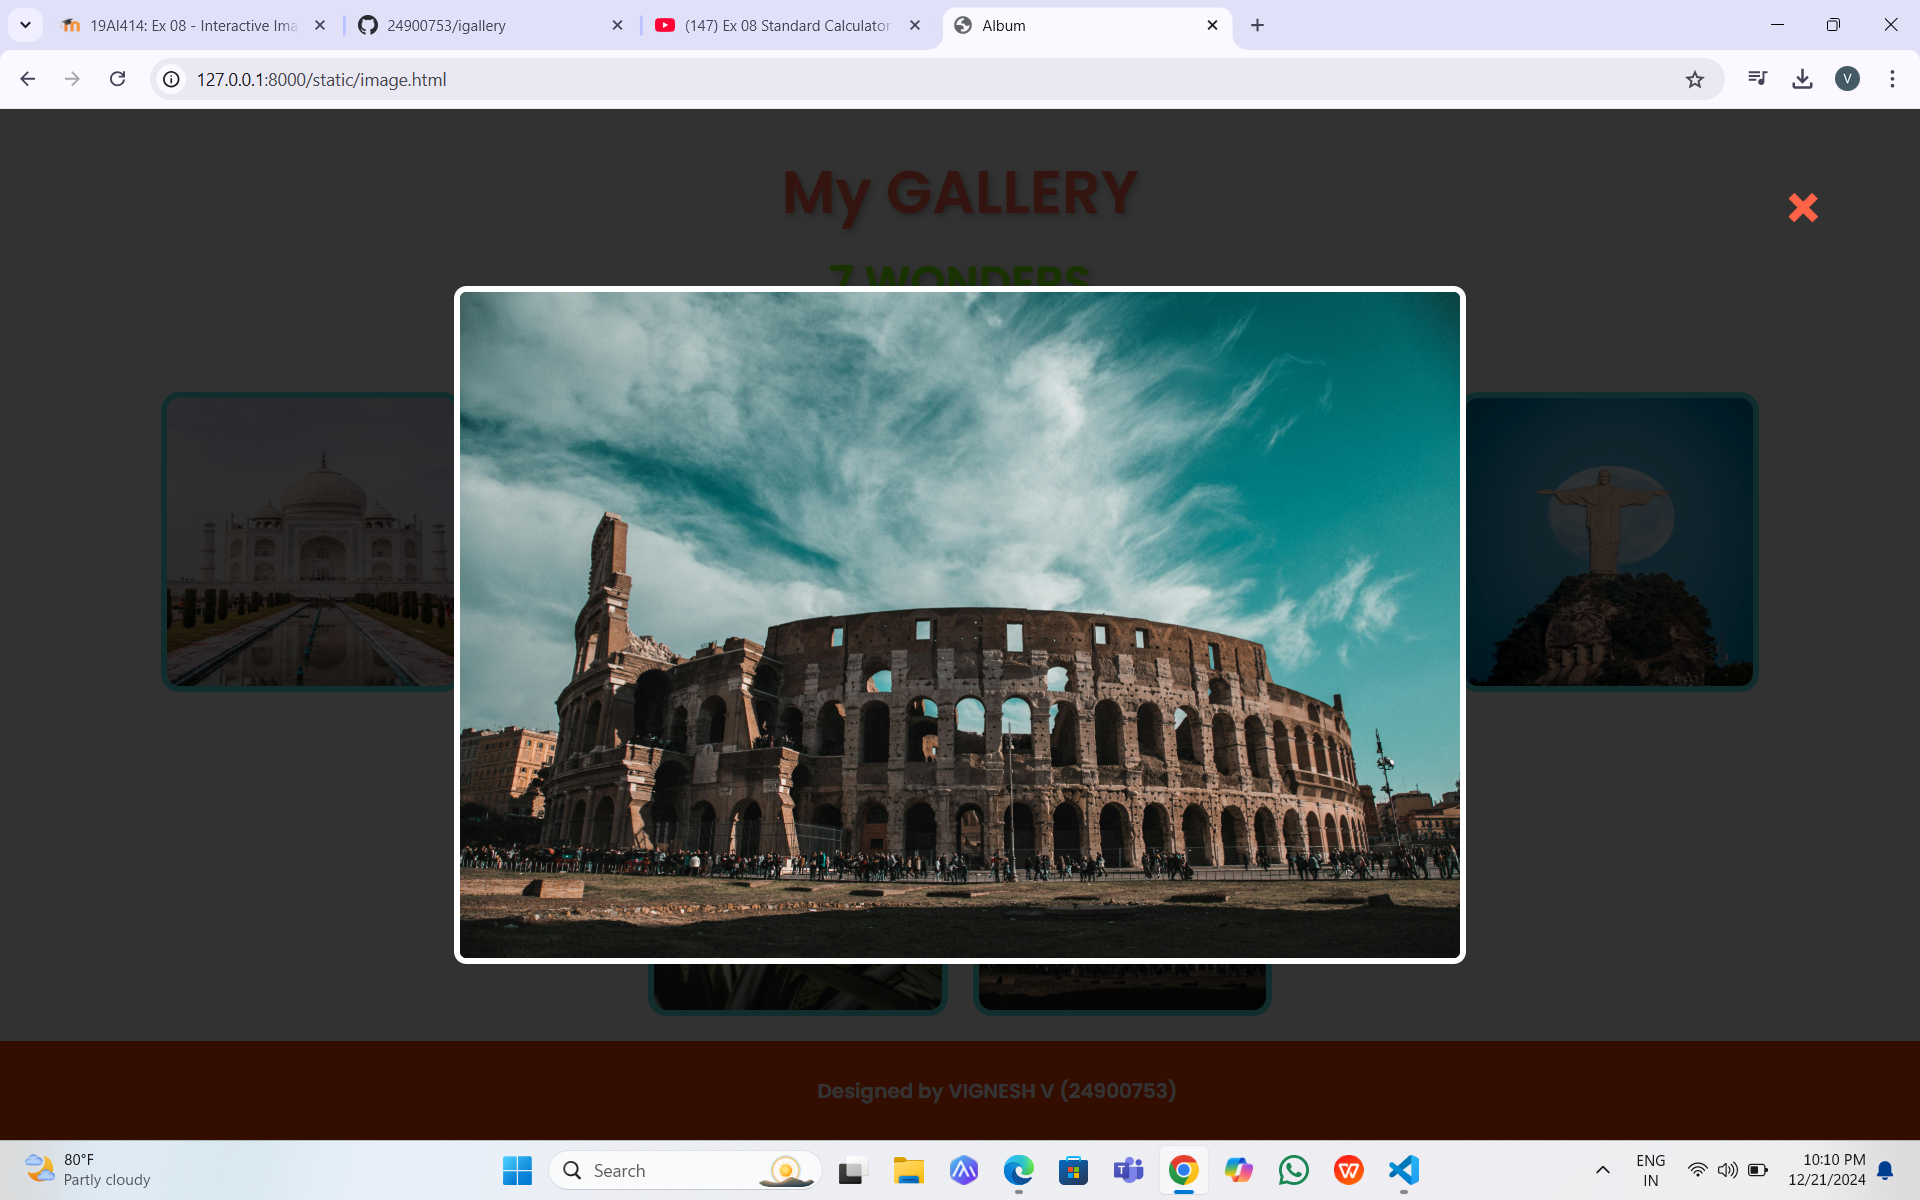 19AI414: Ex 08 - Interactive Ima
24900753/igallery
(147) Ex 08 Standard Calculator
Album
127.0.0.1:8000/static/image.html
V
My GALLERY
7 WONDERS
Designed by VIGNESH V (24900753)
80°F
Partly cloudy
Search
ENG
IN
10:10 PM
12/21/2024